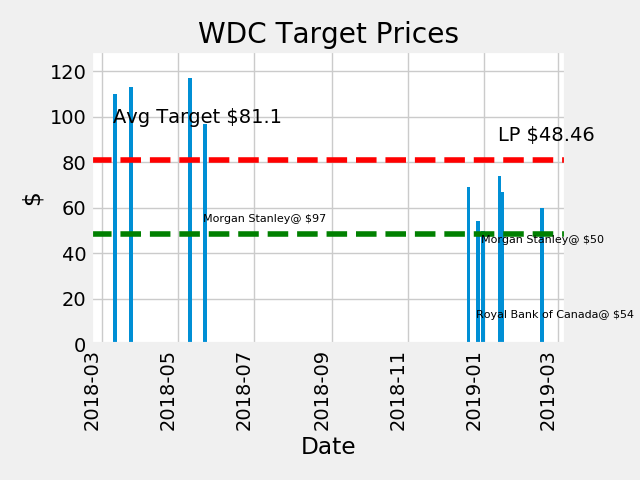 WDC Target Prices
120
100
80
60
40
20
0
$
Avg Target $81.1
LP $48.46
Morgan Stanley@ $97
Morgan Stanley@ $50
Royal Bank of Canada@ $54
2018-03
2018-05
2018-07
2018-09
2018-11
2019-01
2019-03
Date